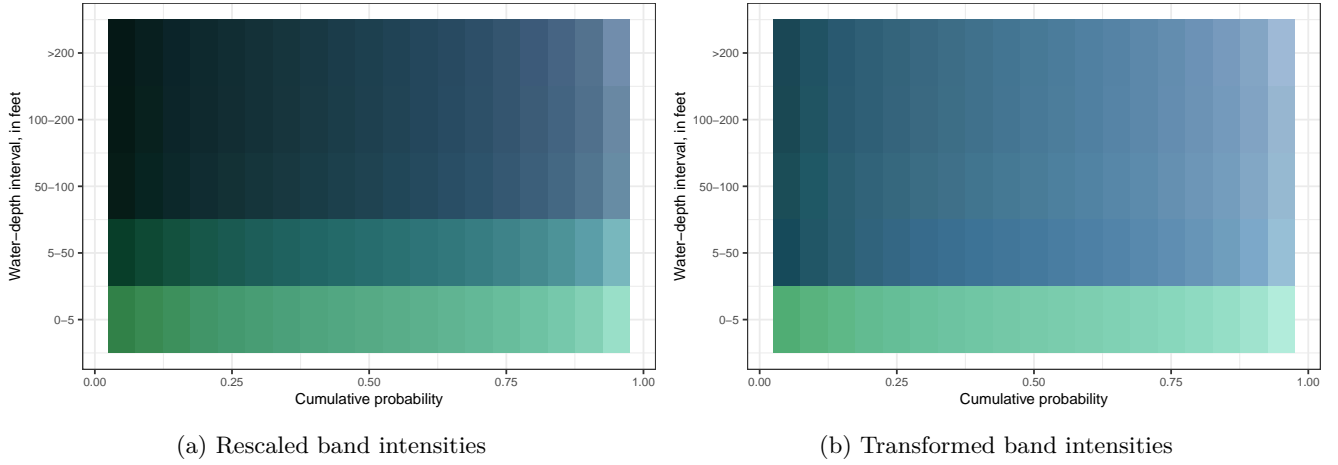 >200
100−200
50−100
5−50
0−5
Water−depth interval, in feet
0.00 0.25 0.50 0.75 1.00
Cumulative probability
(a) Rescaled band intensities
>200
100−200
50−100
5−50
0−5
Water−depth interval, in feet
0.00 0.25 0.50 0.75 1.00
Cumulative probability
(b) Transformed band intensities